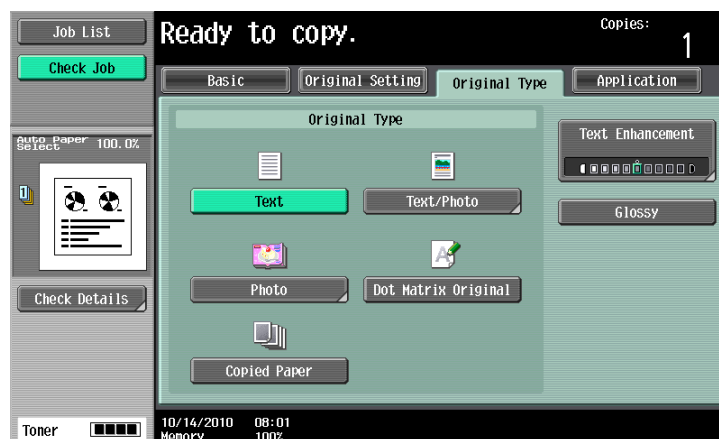 Job List
Check Job
Auto Paper
Select
100.0%
1
Check Details
Toner
Ready to copy.
Copies:
1
Basic
Original Setting
Original Type
Application
Original Type
Text
Text/Photo
Photo
Dot Matrix Original
Copied Paper
Text Enhancement
Glossy
10/14/2010 08:01
Memory 100%